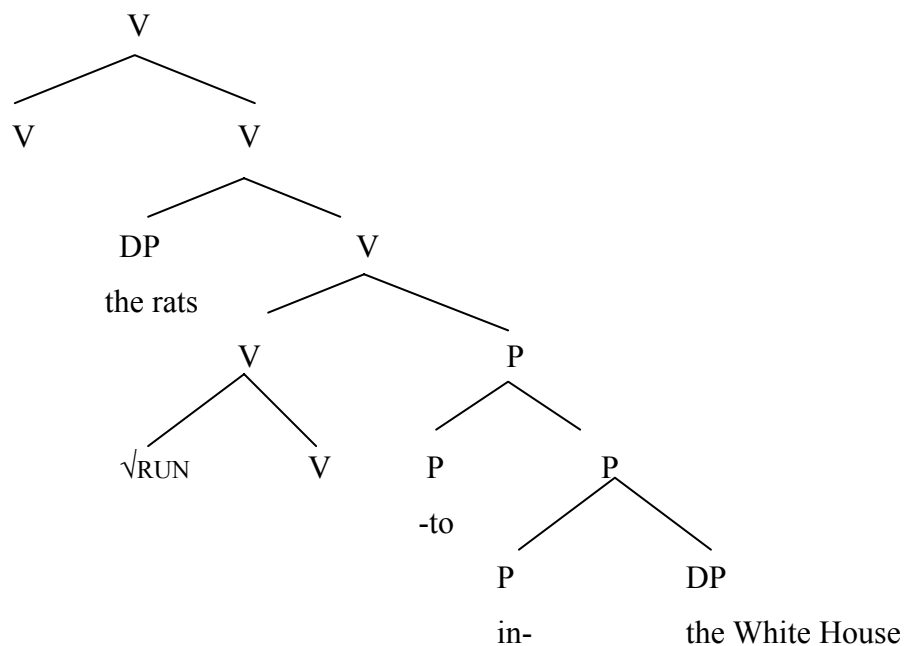 V
V V
DP V
the rats
V P
√RUN V P P
-to
P DP
in- the White House